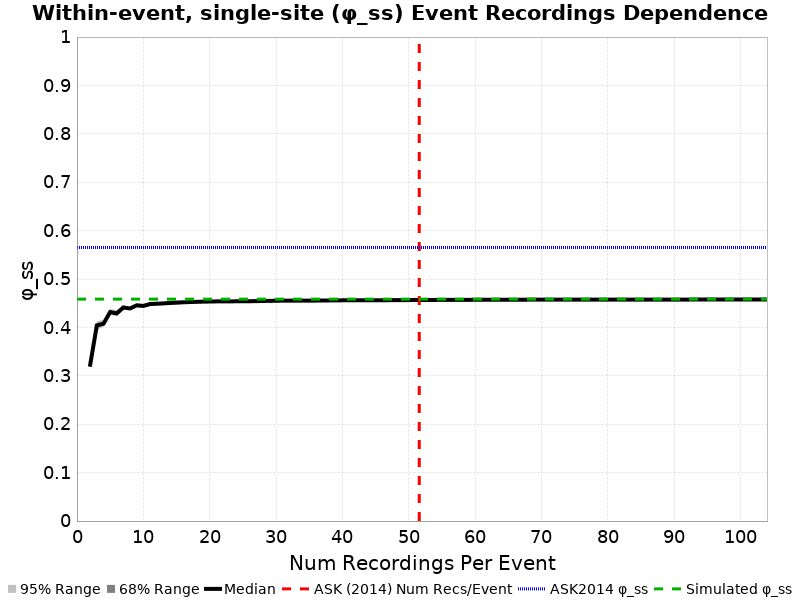 Within-event, single-site (φ_ss) Event Recordings Dependence
1
0.9
0.8
0.7
0.6
0.5
0.4
0.3
0.2
0.1
0
φ_ss
0 10 20 30 40 50 60 70 80 90 100
Num Recordings Per Event
95% Range 68% Range Median ASK (2014) Num Recs/Event ASK2014 φ_ss Simulated φ_ss